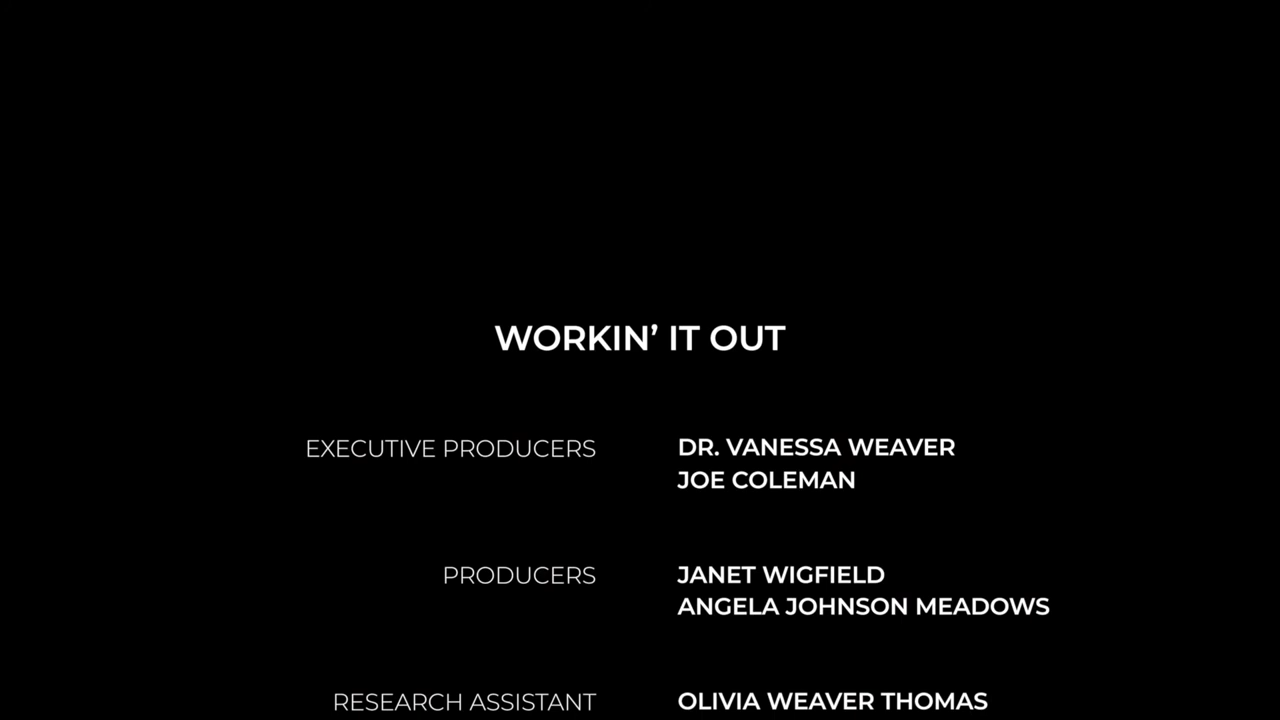 WORKIN’ IT OUT
EXECUTIVE PRODUCERS DR. VANESSA WEAVER
JOE COLEMAN
PRODUCERS JANET WIGFIELD
ANGELA JOHNSON MEADOWS
RESEARCH ASSISTANT OLIVIA WEAVER THOMAS